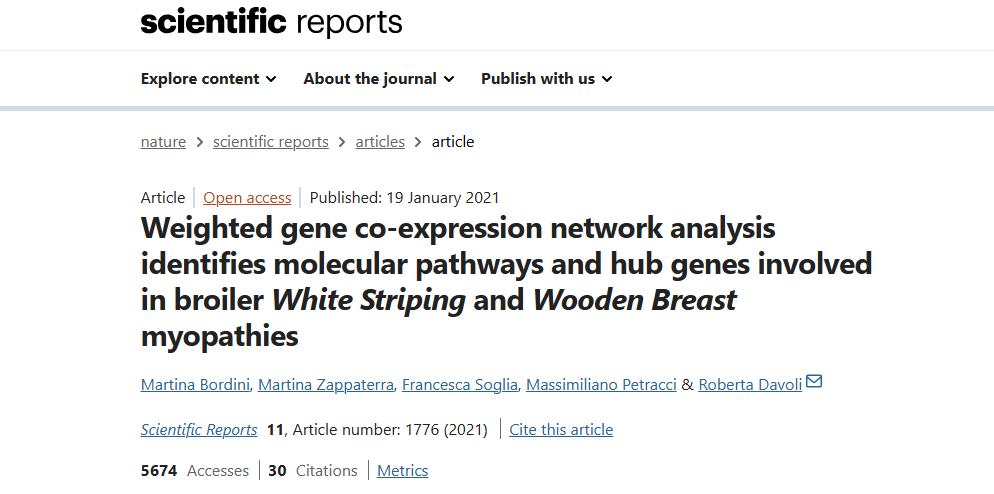 scientific reports
Explore content About the journal Publish with us
nature > scientific reports > articles > article
Article | Open access | Published: 19 January 2021
Weighted gene co-expression network analysis
identifies molecular pathways and hub genes involved
in broiler White Striping and Wooden Breast
myopathies
Martina Bordini, Martina Zappaterra, Francesca Soglia, Massimiliano Petracci & Roberta Davoli
Scientific Reports 11, Article number: 1776 (2021) | Cite this article
5674 Accesses | 30 Citations | Metrics